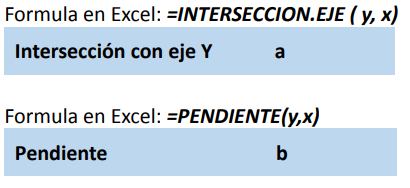 Formula en Excel: =INTERSECCION.EJE ( y, x)
Intersección con eje Y a
Formula en Excel: =PENDIENTE(y,x)
Pendiente b